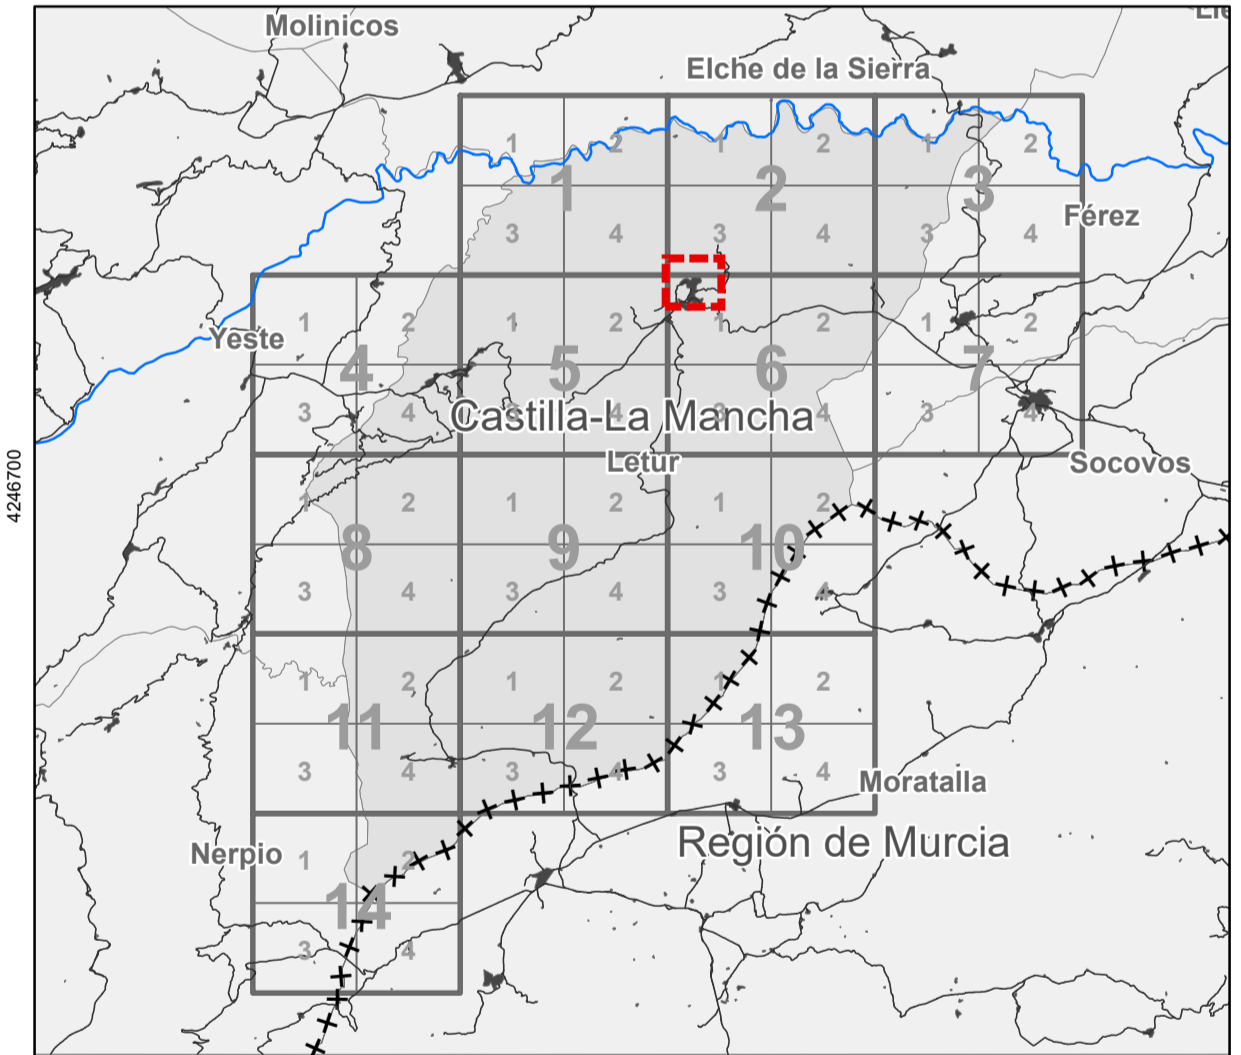 Molinicos
Elche de la Sierra
1 2 1 2 1 2
1 2 3
Férez
3 4 3 4 3 4
Yeste
1 2 1 2 1 2 1 2
4 5 6 7
3 4 3 4 3 4 3 4
Castilla-La Mancha
Letur
Socovos
4246700
1 2 1 2 1 2
8 9 10
3 4 3 4 3 4
1 2 1 2 1 2
11 12 13
3 4 3 4 3 4
Moratalla
Región de Murcia
Nerpio
1 2
14
3 4